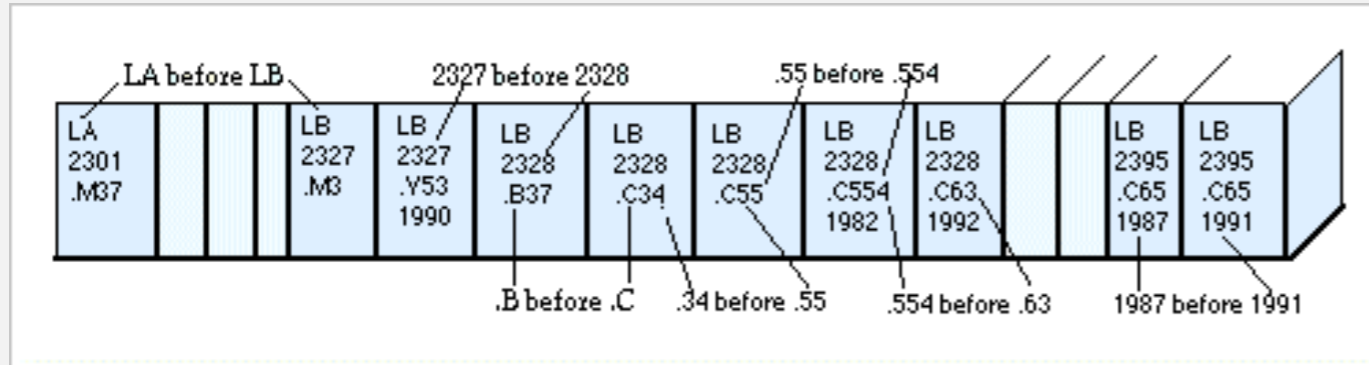 LA before LB
2327 before 2328
.55 before .554
LA
2301
.M37
LB
2327
.M3
LB
2327
.Y53
1990
LB
2328
.B37
LB
2328
.C34
LB
2328
.C55
LB
2328
.C554
1982
LB
2328
.C63
1992
LB
2395
.C65
1987
LB
2395
.C65
1991
.B before .C
.34 before .55
.554 before .63
1987 before 1991